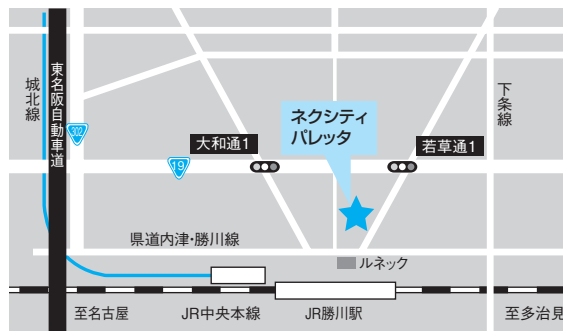 城北線
東名阪自動車道
302
19
大和通1
ネクシティ
パレッタ
若草通1
下条線
県道内津・勝川線
ルネック
至名古屋
JR中央本線
JR勝川駅
至多治見